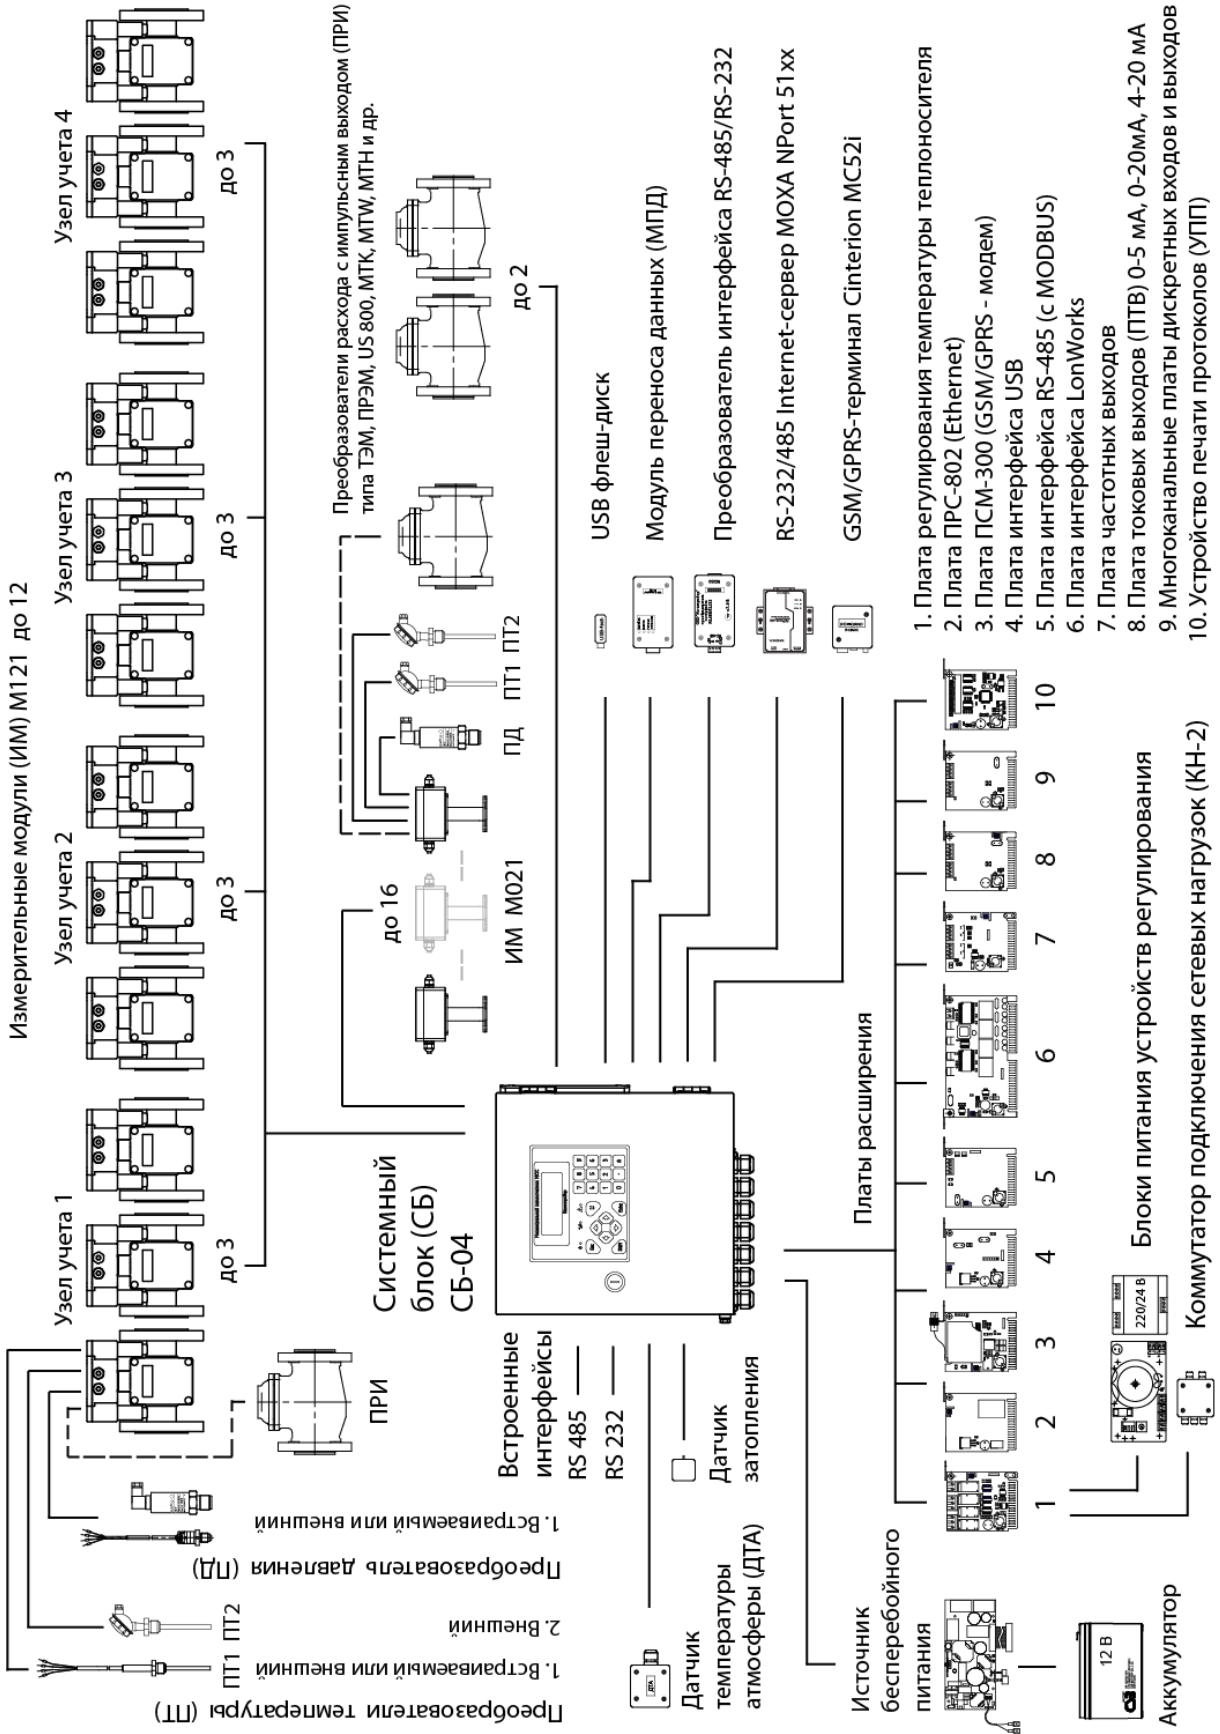 Измерительные модули (ИМ) М121 до 12
Узел учета 1
Узел учета 2
Узел учета 3
Узел учета 4
до 3
до 3
до 3
до 3
Преобразователи температуры (ПТ)
1. Встраиваемый или внешний
2. Внешний
ПТ1 ПТ2
Преобразователь давления (ПД)
1. Встраиваемый или внешний
ПРИ
Преобразователи расхода с импульсным выходом (ПРИ)
типа ТЭМ, ПРЭМ, US 800, МТК, MTW, МТН и др.
до 16
ИМ М021
ПД
ПТ1 ПТ2
до 2
Системный
блок (СБ)
СБ-04
Встроенные
интерфейсы
RS 485
RS 232
Датчик
затопления
Датчик
температуры
атмосферы (ДТА)
ДТА
USB флеш-диск
Модуль переноса данных (МПД)
Преобразователь интерфейса RS-485/RS-232
RS-232/485 Internet-сервер MOXA NPort 51xx
GSM/GPRS-терминал Cinterion MC52i
Источник
бесперебойного
питания
12 В
Аккумулятор
Платы расширения
1 2 3 4 5 6 7 8 9 10
220/24 В
Блоки питания устройств регулирования
Коммутатор подключения сетевых нагрузок (КН-2)
1. Плата регулирования температуры теплоносителя
2. Плата ПРС-802 (Ethernet)
3. Плата ПСМ-300 (GSM/GPRS - модем)
4. Плата интерфейса USB
5. Плата интерфейса RS-485 (с MODBUS)
6. Плата интерфейса LonWorks
7. Плата частотных выходов
8. Плата токовых выходов (ПТВ) 0-5 мА, 0-20мА, 4-20 мА
9. Многоканальные платы дискретных входов и выходов
10. Устройство печати протоколов (УПП)